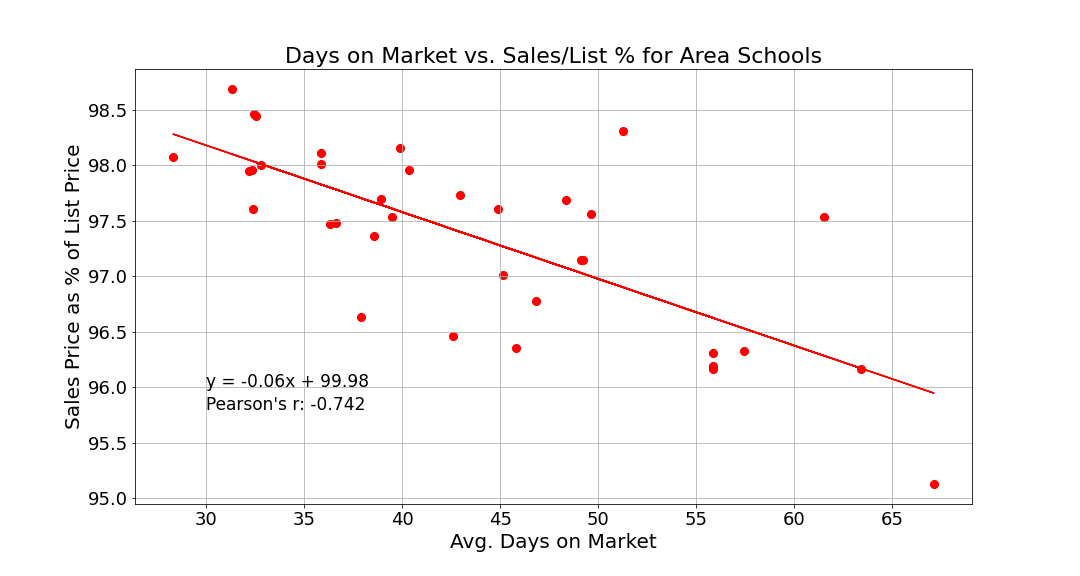 Days on Market vs. Sales/List % for Area Schools
Sales Price as % of List Price
98.5
98.0
97.5
97.0
96.5
96.0
95.5
95.0
y = -0.06x + 99.98
Pearson's r: -0.742
30 35 40 45 50 55 60 65
Avg. Days on Market